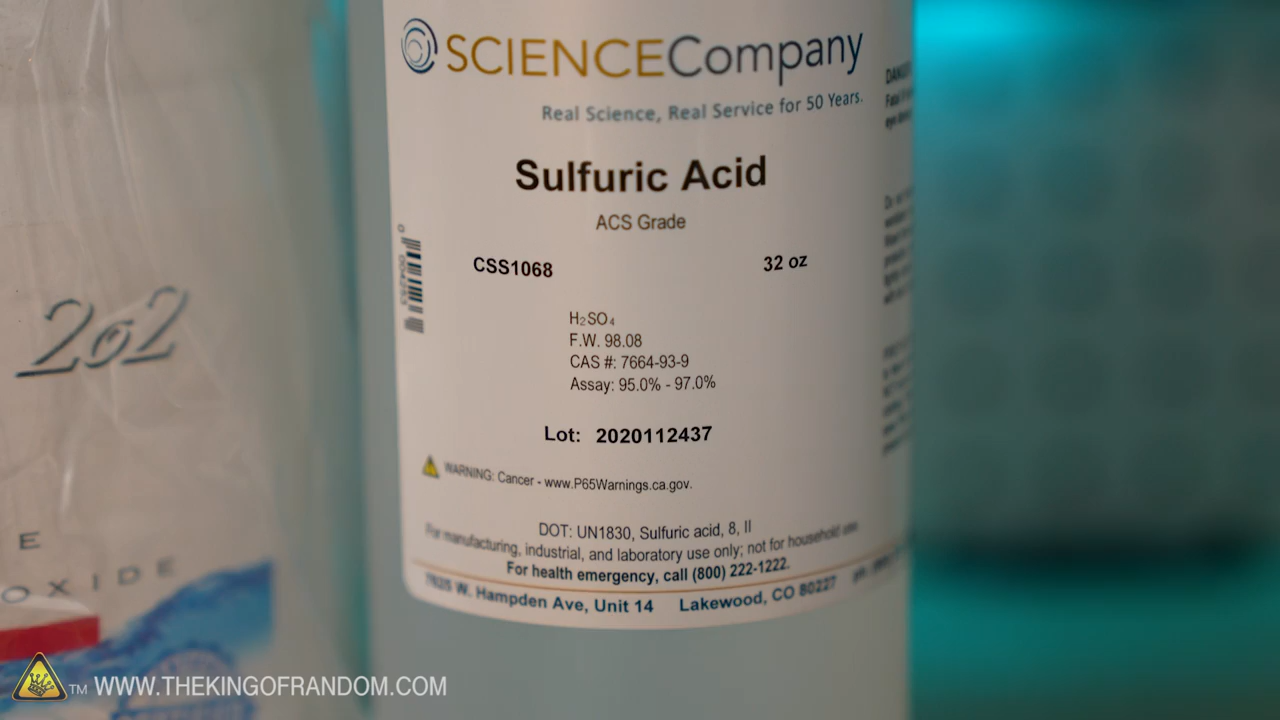 SCIENCECompany
Real Science, Real Service for 50 Years.
Sulfuric Acid
ACS Grade
CSS1068 32 oz
H₂SO₄
F.W. 98.08
CAS #: 7664-93-9
Assay: 95.0% - 97.0%
Lot: 2020112437
WARNING: Cancer - www.P65Warnings.ca.gov.
DOT: UN1830, Sulfuric acid, 8, II
For manufacturing, industrial, and laboratory use only; not for household use.
For health emergency, call (800) 222-1222.
W. Hampden Ave, Unit 14 Lakewood, CO 80227
0 004253
2o2
E
OXIDE
TM WWW.THEKINGOFRANDOM.COM